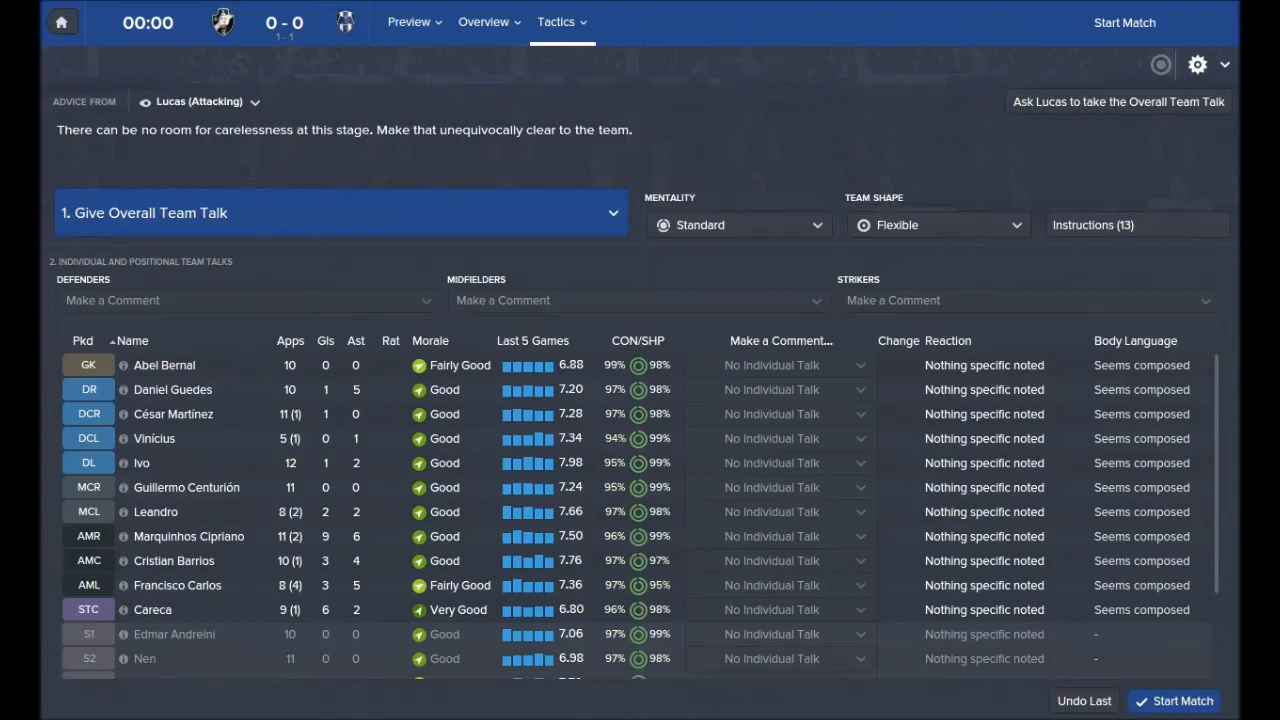 00:00 0 - 0 Preview Overview Tactics Start Match
1 - 1
ADVICE FROM Lucas (Attacking) Ask Lucas to take the Overall Team Talk
There can be no room for carelessness at this stage. Make that unequivocally clear to the team.
MENTALITY TEAM SHAPE
1. Give Overall Team Talk Standard Flexible Instructions (13)
2. INDIVIDUAL AND POSITIONAL TEAM TALKS
DEFENDERS MIDFIELDERS STRIKERS
Make a Comment Make a Comment Make a Comment
Pkd Name Apps Gls Ast Rat Morale Last 5 Games CON/SHP Make a Comment... Change Reaction Body Language
GK Abel Bernal 10 0 0 Fairly Good 6.88 99% 98% No Individual Talk Nothing specific noted Seems composed
DR Daniel Guedes 10 1 5 Good 7.20 97% 98% No Individual Talk Nothing specific noted Seems composed
DCR César Martínez 11 (1) 1 0 Good 7.28 97% 98% No Individual Talk Nothing specific noted Seems composed
DCL Vinícius 5 (1) 0 1 Good 7.34 94% 99% No Individual Talk Nothing specific noted Seems composed
DL Ivo 12 1 2 Good 7.98 95% 99% No Individual Talk Nothing specific noted Seems composed
MCR Guillermo Centurión 11 0 0 Good 7.24 95% 99% No Individual Talk Nothing specific noted Seems composed
MCL Leandro 8 (2) 2 2 Good 7.66 97% 98% No Individual Talk Nothing specific noted Seems composed
AMR Marquinhos Cipriano 11 (2) 9 6 Good 7.50 96% 99% No Individual Talk Nothing specific noted Seems composed
AMC Cristian Barrios 10 (1) 3 4 Good 7.76 97% 97% No Individual Talk Nothing specific noted Seems composed
AML Francisco Carlos 8 (4) 3 5 Fairly Good 7.36 97% 95% No Individual Talk Nothing specific noted Seems composed
STC Careca 9 (1) 6 2 Very Good 6.80 96% 98% No Individual Talk Nothing specific noted Seems composed
S1 Edmar Andreini 10 0 0 Good 7.06 97% 99% No Individual Talk Nothing specific noted -
S2 Nen 11 0 0 Good 6.98 97% 98% No Individual Talk Nothing specific noted -
Undo Last Start Match